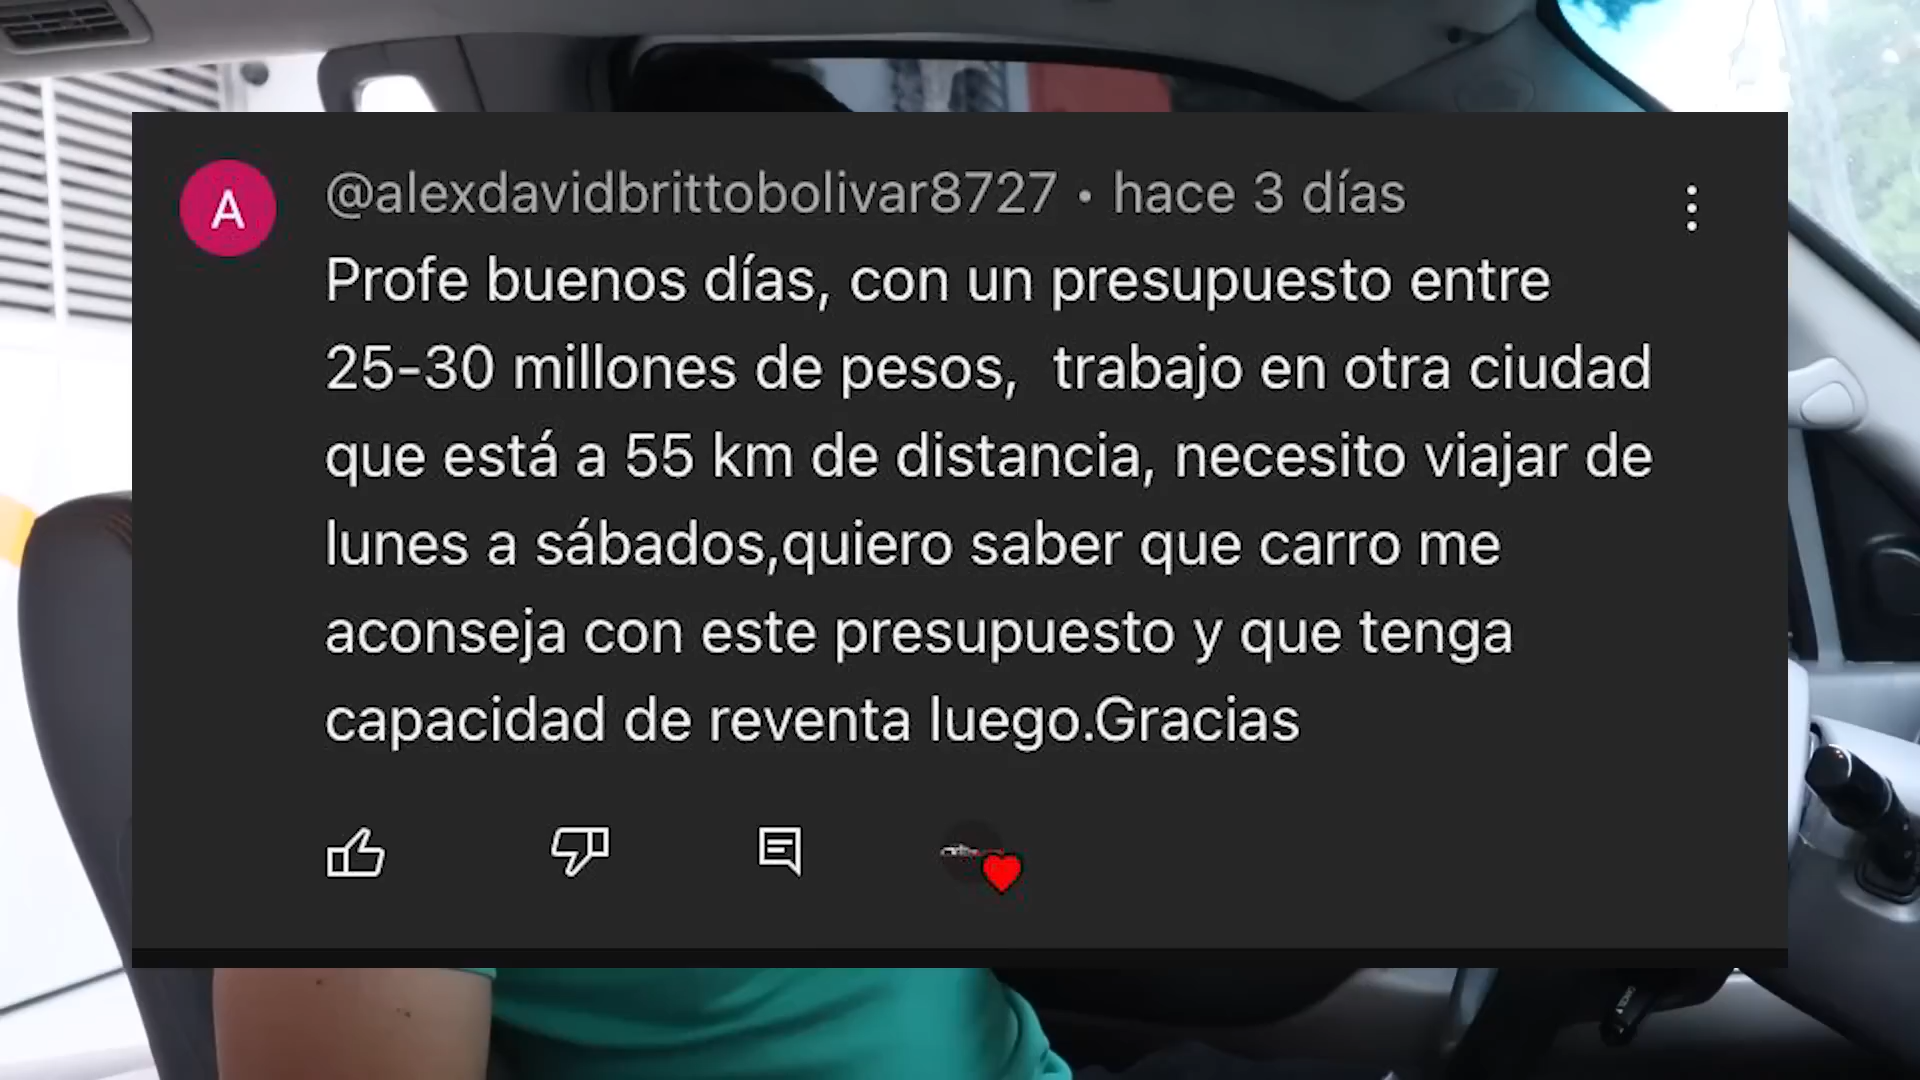 A
@alexdavidbrittobolivar8727 • hace 3 días
Profe buenos días, con un presupuesto entre
25-30 millones de pesos,  trabajo en otra ciudad
que está a 55 km de distancia, necesito viajar de
lunes a sábados,quiero saber que carro me
aconseja con este presupuesto y que tenga
capacidad de reventa luego.Gracias